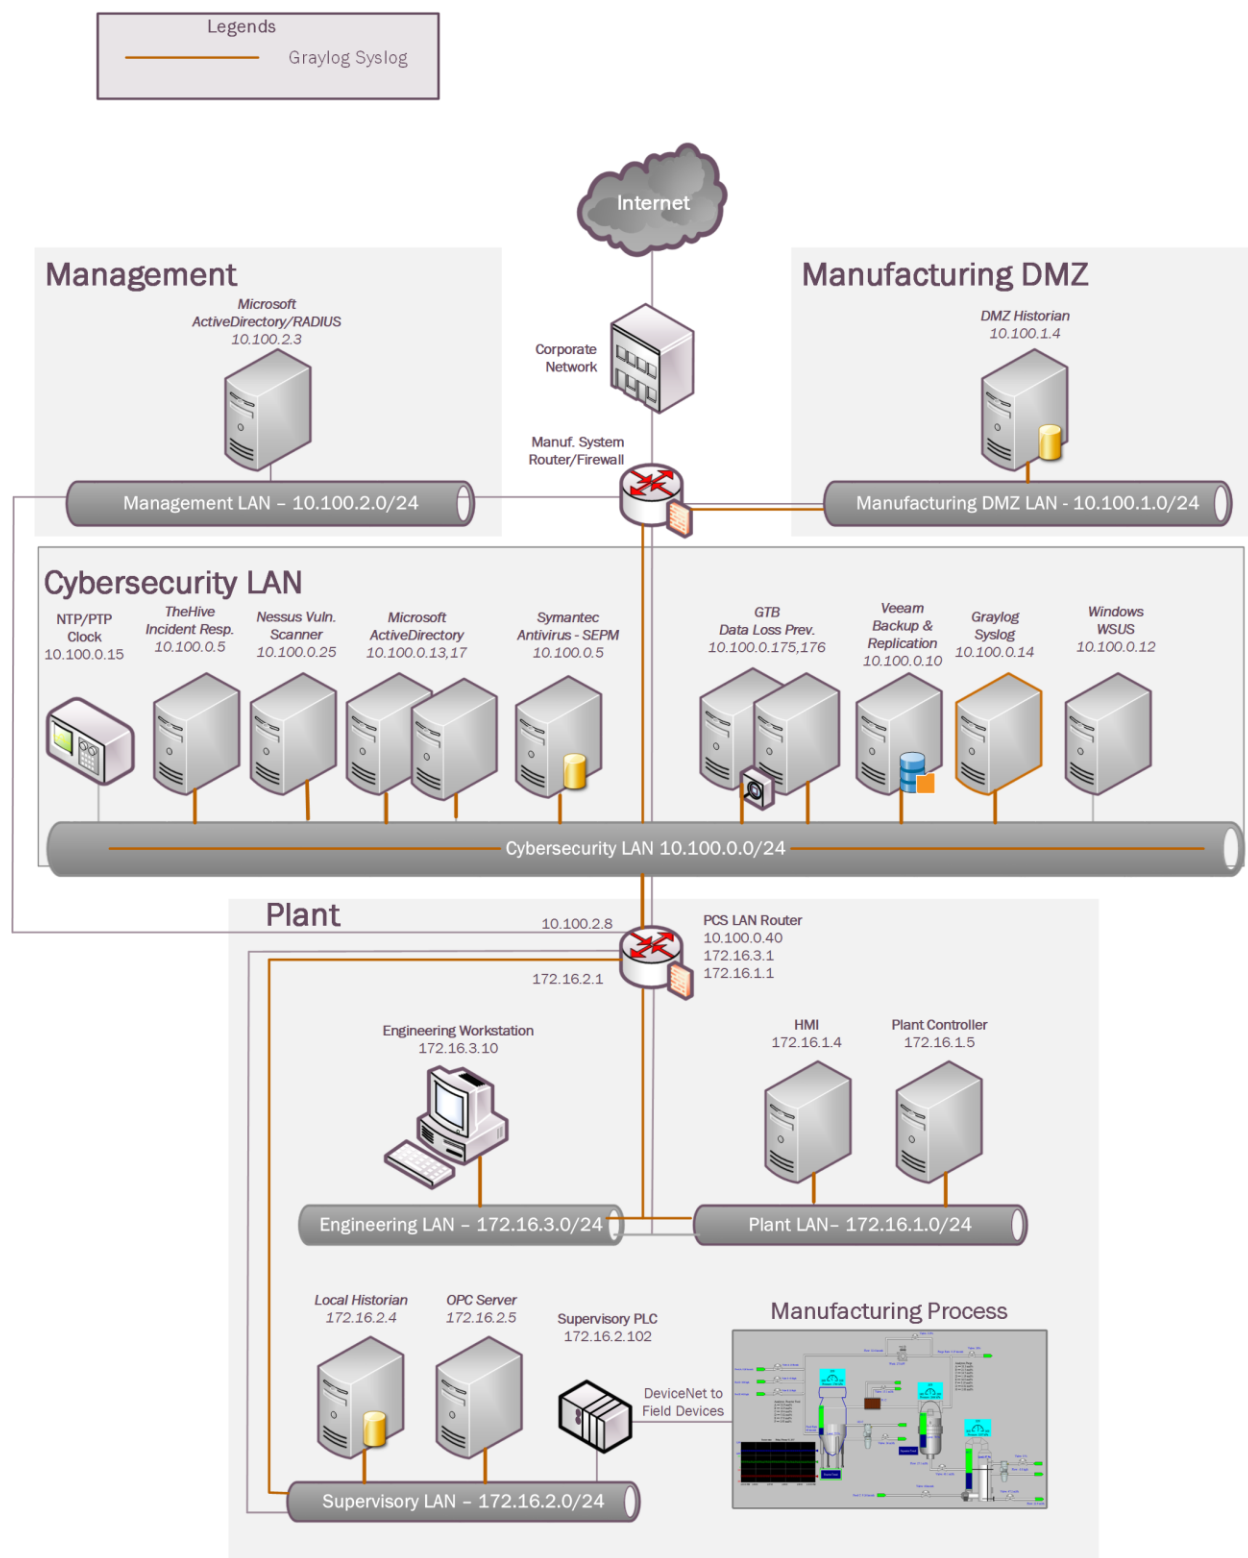 Legends
Graylog Syslog
Internet
Management
Microsoft
ActiveDirectory/RADIUS
10.100.2.3
Management LAN – 10.100.2.0/24
Corporate
Network
Manuf. System
Router/Firewall
Manufacturing DMZ
DMZ Historian
10.100.1.4
Manufacturing DMZ LAN - 10.100.1.0/24
Cybersecurity LAN
NTP/PTP
Clock
10.100.0.15
TheHive
Incident Resp.
10.100.0.5
Nessus Vuln.
Scanner
10.100.0.25
Microsoft
ActiveDirectory
10.100.0.13,17
Symantec
Antivirus - SEPM
10.100.0.5
GTB
Data Loss Prev.
10.100.0.175,176
Veeam
Backup &
Replication
10.100.0.10
Graylog
Syslog
10.100.0.14
Windows
WSUS
10.100.0.12
Cybersecurity LAN 10.100.0.0/24
Plant
10.100.2.8
172.16.2.1
PCS LAN Router
10.100.0.40
172.16.3.1
172.16.1.1
Engineering Workstation
172.16.3.10
HMI
172.16.1.4
Plant Controller
172.16.1.5
Engineering LAN – 172.16.3.0/24
Plant LAN– 172.16.1.0/24
Local Historian
172.16.2.4
OPC Server
172.16.2.5
Supervisory PLC
172.16.2.102
DeviceNet to
Field Devices
Manufacturing Process
Supervisory LAN – 172.16.2.0/24